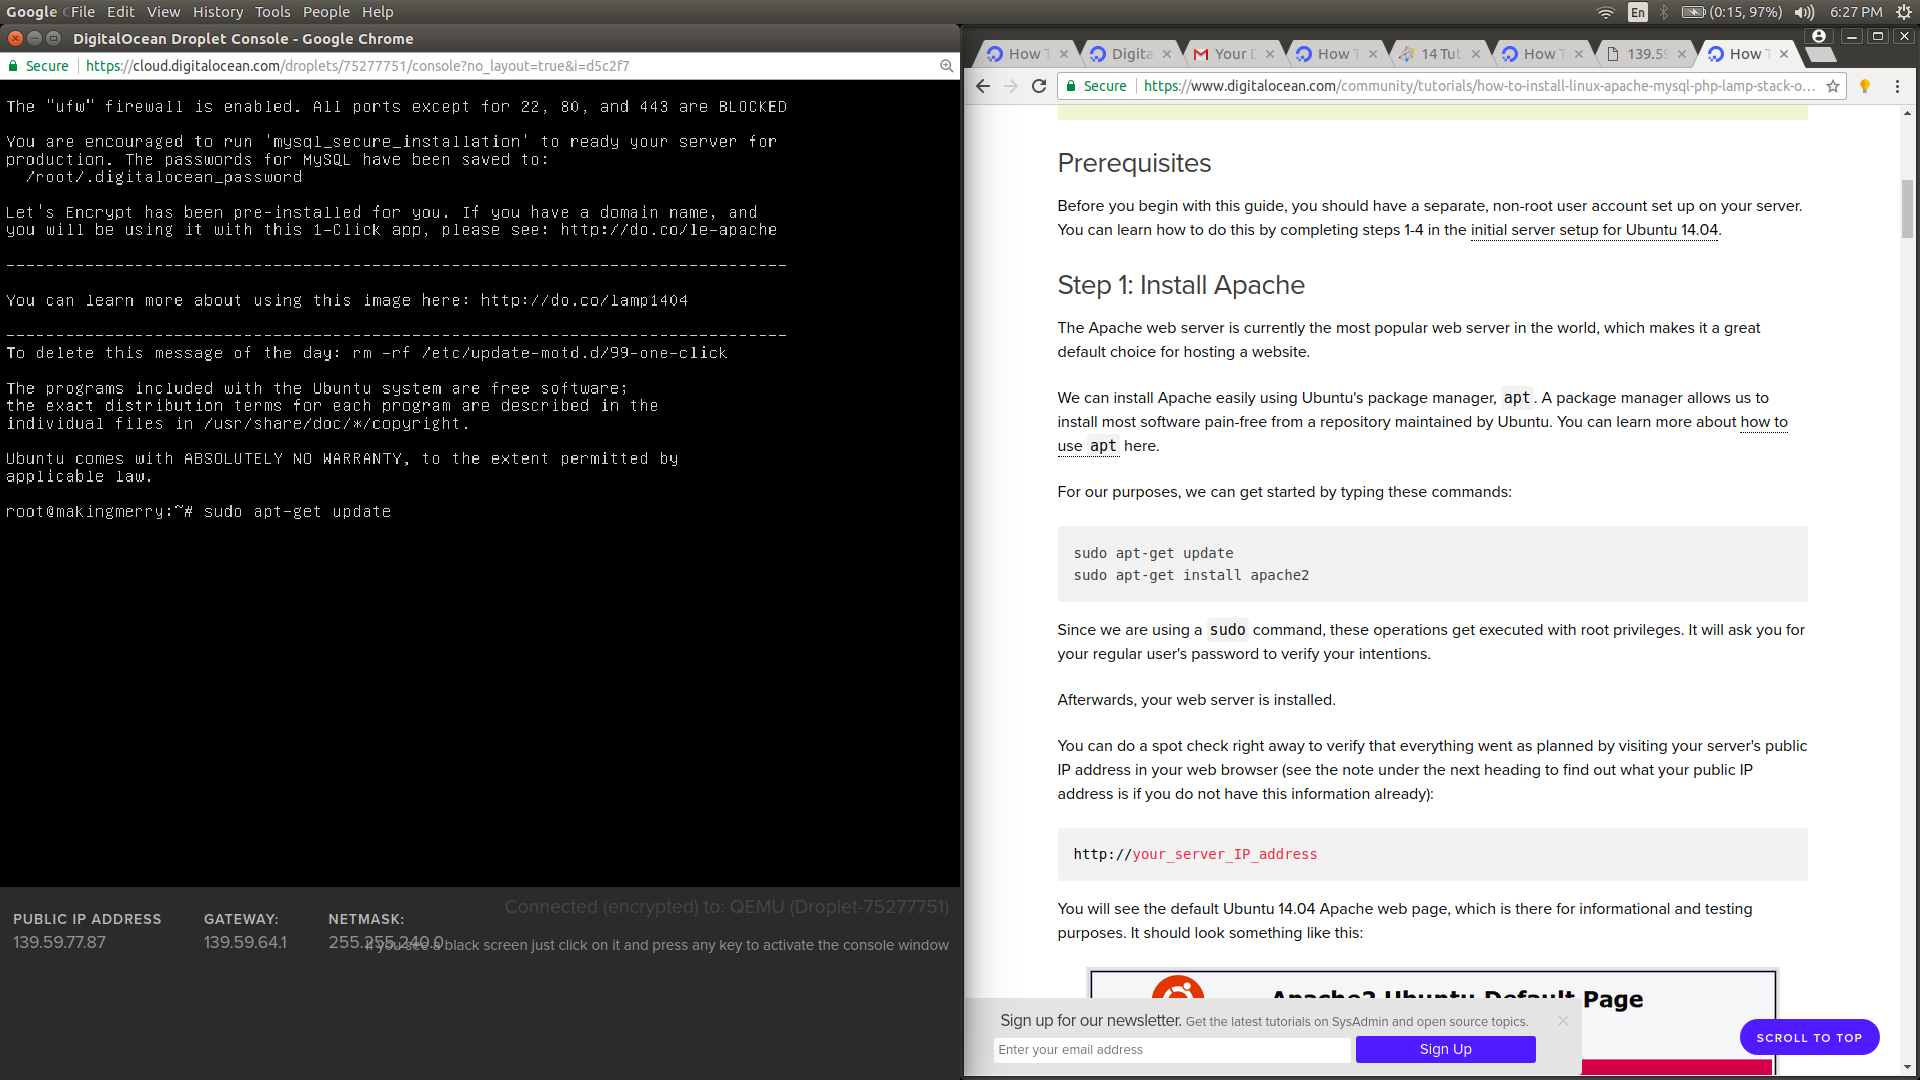 Google C File Edit View History Tools People Help
En (0:15, 97%) 6:27 PM
DigitalOcean Droplet Console - Google Chrome
Secure https://cloud.digitalocean.com/droplets/75277751/console?no_layout=true&i=d5c2f7
The "ufw" firewall is enabled. All ports except for 22, 80, and 443 are BLOCKED
You are encouraged to run 'mysql_secure_installation' to ready your server for
production. The passwords for MySQL have been saved to:
/root/.digitalocean_password
Let's Encrypt has been pre-installed for you. If you have a domain name, and
you will be using it with this 1-Click app, please see: http://do.co/le-apache
-------------------------------------------------------------------------------
You can learn more about using this image here: http://do.co/lamp1404
-------------------------------------------------------------------------------
To delete this message of the day: rm -rf /etc/update-motd.d/99-one-click
The programs included with the Ubuntu system are free software;
the exact distribution terms for each program are described in the
individual files in /usr/share/doc/*/copyright.
Ubuntu comes with ABSOLUTELY NO WARRANTY, to the extent permitted by
applicable law.
root@makingmerry:~# sudo apt-get update
Connected (encrypted) to: QEMU (Droplet-75277751)
PUBLIC IP ADDRESS GATEWAY: NETMASK:
139.59.77.87 139.59.64.1 255.255.240.0
If you see a black screen just click on it and press any key to activate the console window
How T Digita Your D How T 14 Tut How T 139.59 How T
Secure https://www.digitalocean.com/community/tutorials/how-to-install-linux-apache-mysql-php-lamp-stack-o...
Prerequisites
Before you begin with this guide, you should have a separate, non-root user account set up on your server.
You can learn how to do this by completing steps 1-4 in the initial server setup for Ubuntu 14.04.
Step 1: Install Apache
The Apache web server is currently the most popular web server in the world, which makes it a great
default choice for hosting a website.
We can install Apache easily using Ubuntu's package manager, apt. A package manager allows us to
install most software pain-free from a repository maintained by Ubuntu. You can learn more about how to
use apt here.
For our purposes, we can get started by typing these commands:
sudo apt-get update
sudo apt-get install apache2
Since we are using a sudo command, these operations get executed with root privileges. It will ask you for
your regular user's password to verify your intentions.
Afterwards, your web server is installed.
You can do a spot check right away to verify that everything went as planned by visiting your server's public
IP address in your web browser (see the note under the next heading to find out what your public IP
address is if you do not have this information already):
http://your_server_IP_address
You will see the default Ubuntu 14.04 Apache web page, which is there for informational and testing
purposes. It should look something like this:
Apache2 Ubuntu Default Page
Sign up for our newsletter. Get the latest tutorials on SysAdmin and open source topics.
Enter your email address Sign Up
SCROLL TO TOP